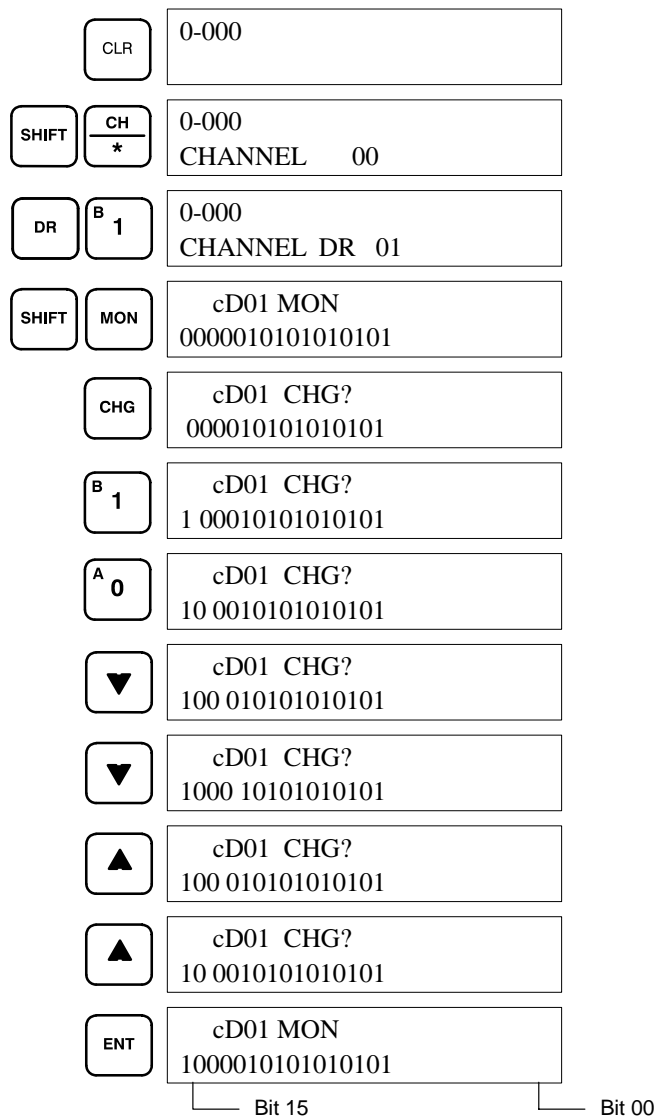 CLR
0-000
SHIFT CH
*
0-000
CHANNEL 00
DR B 1
0-000
CHANNEL DR 01
SHIFT MON
cD01 MON
0000010101010101
CHG
cD01 CHG?
000010101010101
B 1
cD01 CHG?
1 00010101010101
A 0
cD01 CHG?
10 0010101010101
▼
cD01 CHG?
100 010101010101
▼
cD01 CHG?
1000 10101010101
▲
cD01 CHG?
100 010101010101
▲
cD01 CHG?
10 0010101010101
ENT
cD01 MON
1000010101010101
Bit 15 Bit 00